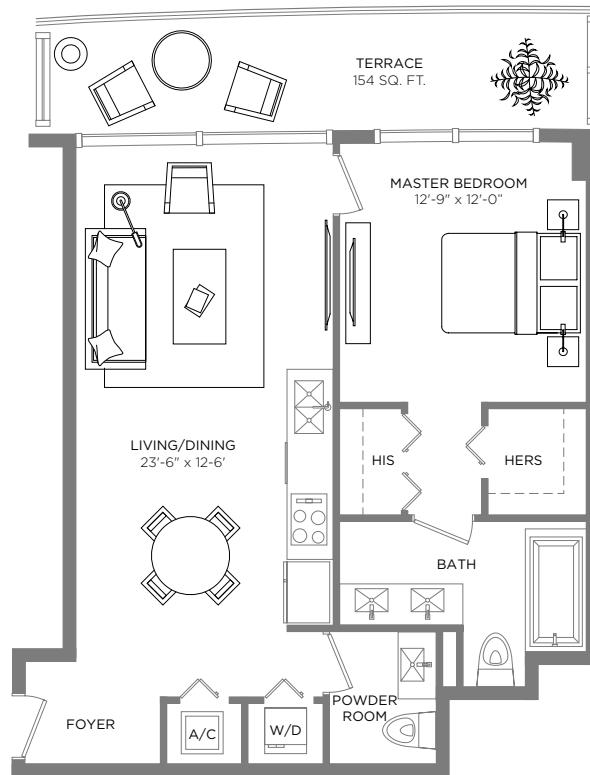 TERRACE
154 SQ. FT.
MASTER BEDROOM
12'-9" x 12'-0"
LIVING/DINING
23'-6" x 12-6'
HIS
HERS
BATH
POWDER
ROOM
FOYER
A/C
W/D